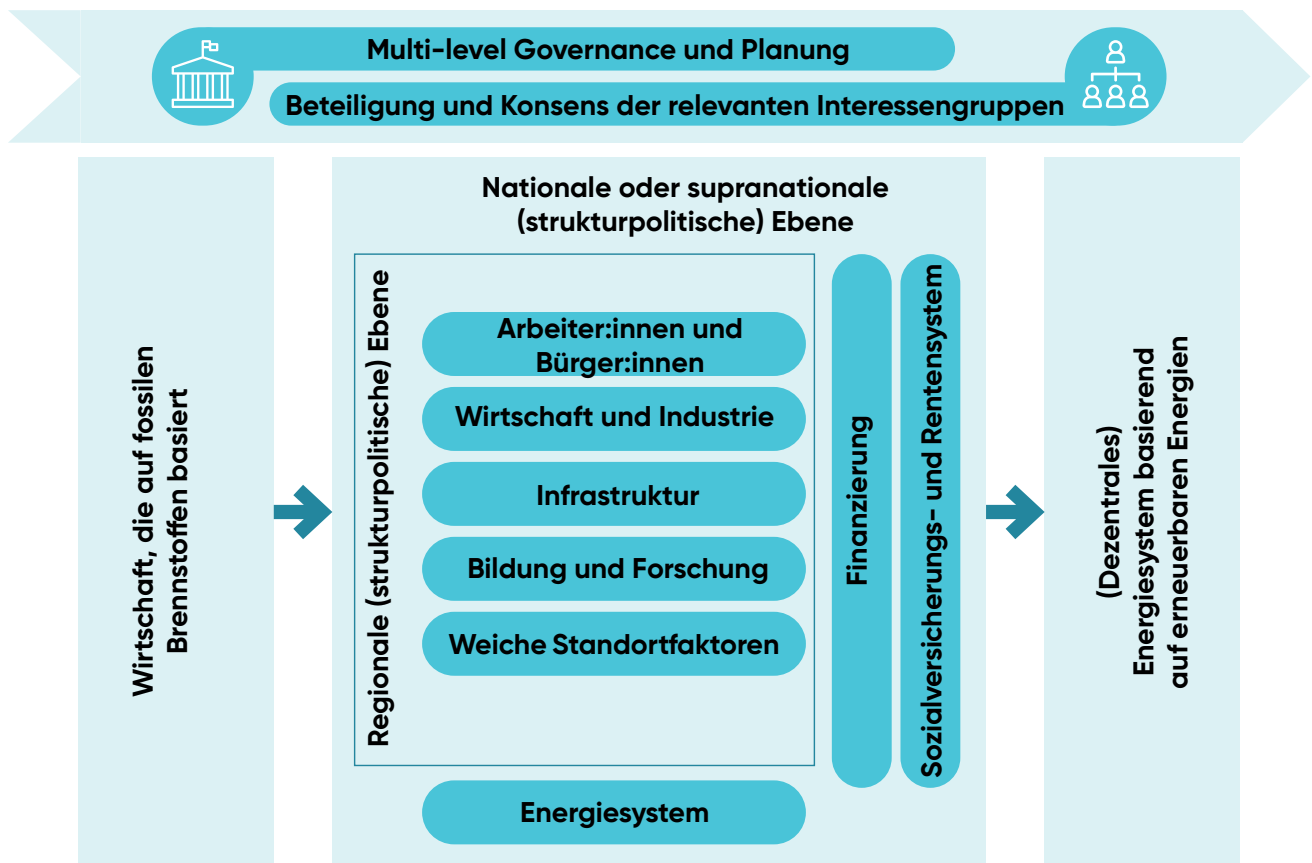 Multi-level Governance und Planung
Beteiligung und Konsens der relevanten Interessengruppen
Wirtschaft, die auf fossilen
Brennstoffen basiert
Nationale oder supranationale
(strukturpolitische) Ebene
Regionale (strukturpolitische) Ebene
Arbeiter:innen und
Bürger:innen
Wirtschaft und Industrie
Infrastruktur
Bildung und Forschung
Weiche Standortfaktoren
Energiesystem
Finanzierung
Sozialversicherungs- und Rentensystem
(Dezentrales)
Energiesystem basierend
auf erneuerbaren Energien